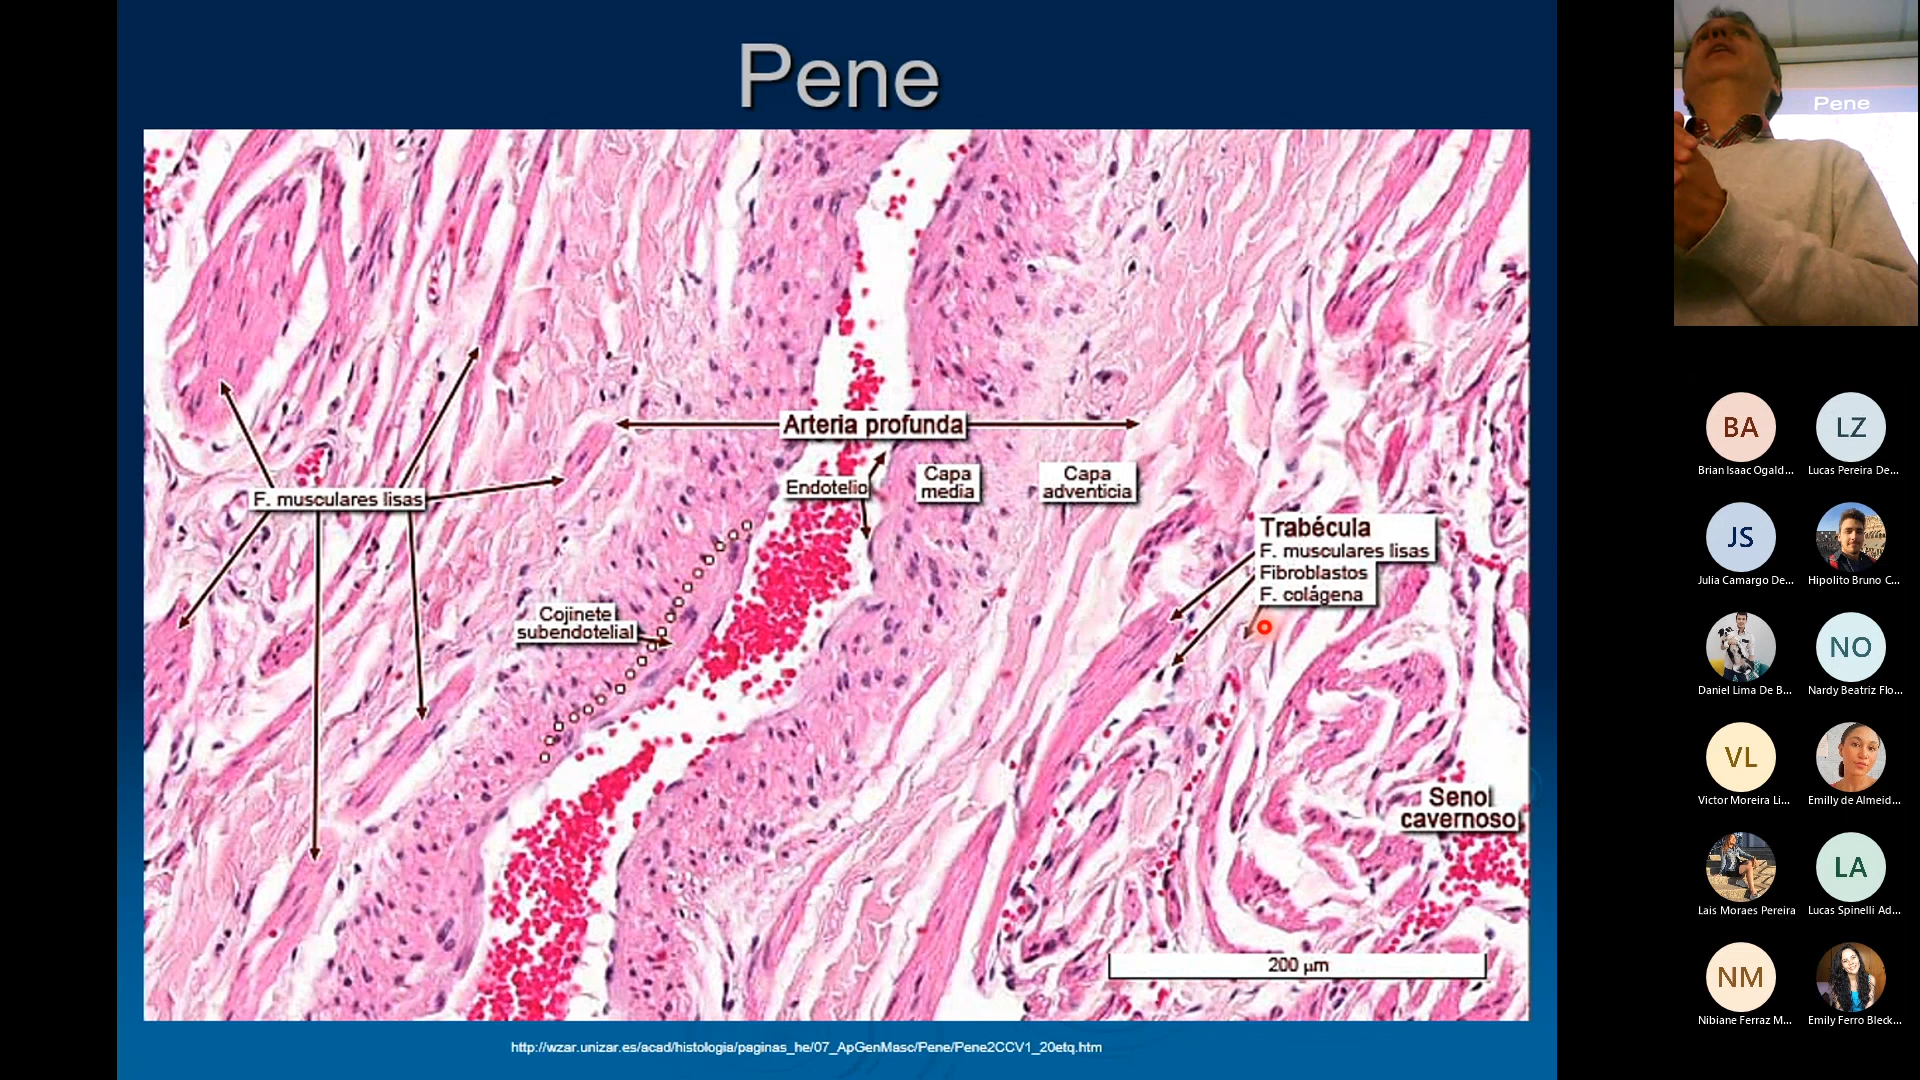 Pene
Arteria profunda
Endotelio
Capa
media
Capa
adventicia
F. musculares lisas
Cojinete
subendotelial
Trabécula
F. musculares lisas
Fibroblastos
F. colágena
Senol
cavernoso
200 µm
http://wzar.unizar.es/acad/histologia/paginas_he/07_ApGenMasc/Pene/Pene2CCV1_20etq.htm
Pene
BA
Brian Isaac Ogald...
LZ
Lucas Pereira De...
JS
Julia Camargo De...
Hipolito Bruno C...
Daniel Lima De B...
NO
Nardy Beatriz Flo...
VL
Victor Moreira Li...
Emilly de Almeid...
Lais Moraes Pereira
LA
Lucas Spinelli Ad...
NM
Nibiane Ferraz M...
Emily Ferro Bleck...